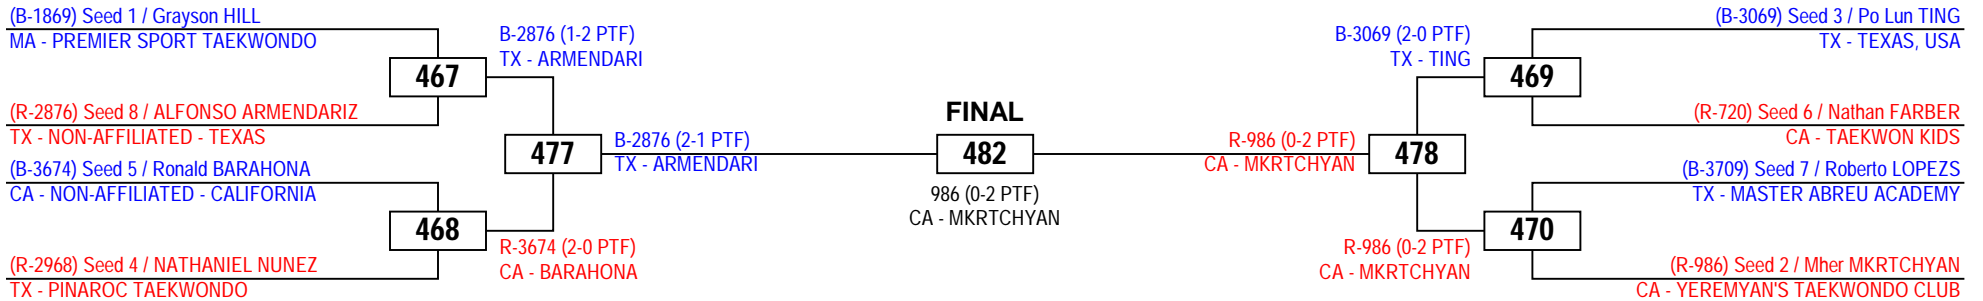 (B-1869) Seed 1 / Grayson HILL
MA - PREMIER SPORT TAEKWONDO
467
(R-2876) Seed 8 / ALFONSO ARMENDARIZ
TX - NON-AFFILIATED - TEXAS
(B-3674) Seed 5 / Ronald BARAHONA
CA - NON-AFFILIATED - CALIFORNIA
468
(R-2968) Seed 4 / NATHANIEL NUNEZ
TX - PINAROC TAEKWONDO
B-2876 (1-2 PTF)
TX - ARMENDARI
477
R-3674 (2-0 PTF)
CA - BARAHONA
B-2876 (2-1 PTF)
TX - ARMENDARI
FINAL
482
986 (0-2 PTF)
CA - MKRTCHYAN
R-986 (0-2 PTF)
CA - MKRTCHYAN
B-3069 (2-0 PTF)
TX - TING
478
R-986 (0-2 PTF)
CA - MKRTCHYAN
(B-3069) Seed 3 / Po Lun TING
TX - TEXAS, USA
469
(R-720) Seed 6 / Nathan FARBER
CA - TAEKWON KIDS
(B-3709) Seed 7 / Roberto LOPEZS
TX - MASTER ABREU ACADEMY
470
(R-986) Seed 2 / Mher MKRTCHYAN
CA - YEREMYAN'S TAEKWONDO CLUB